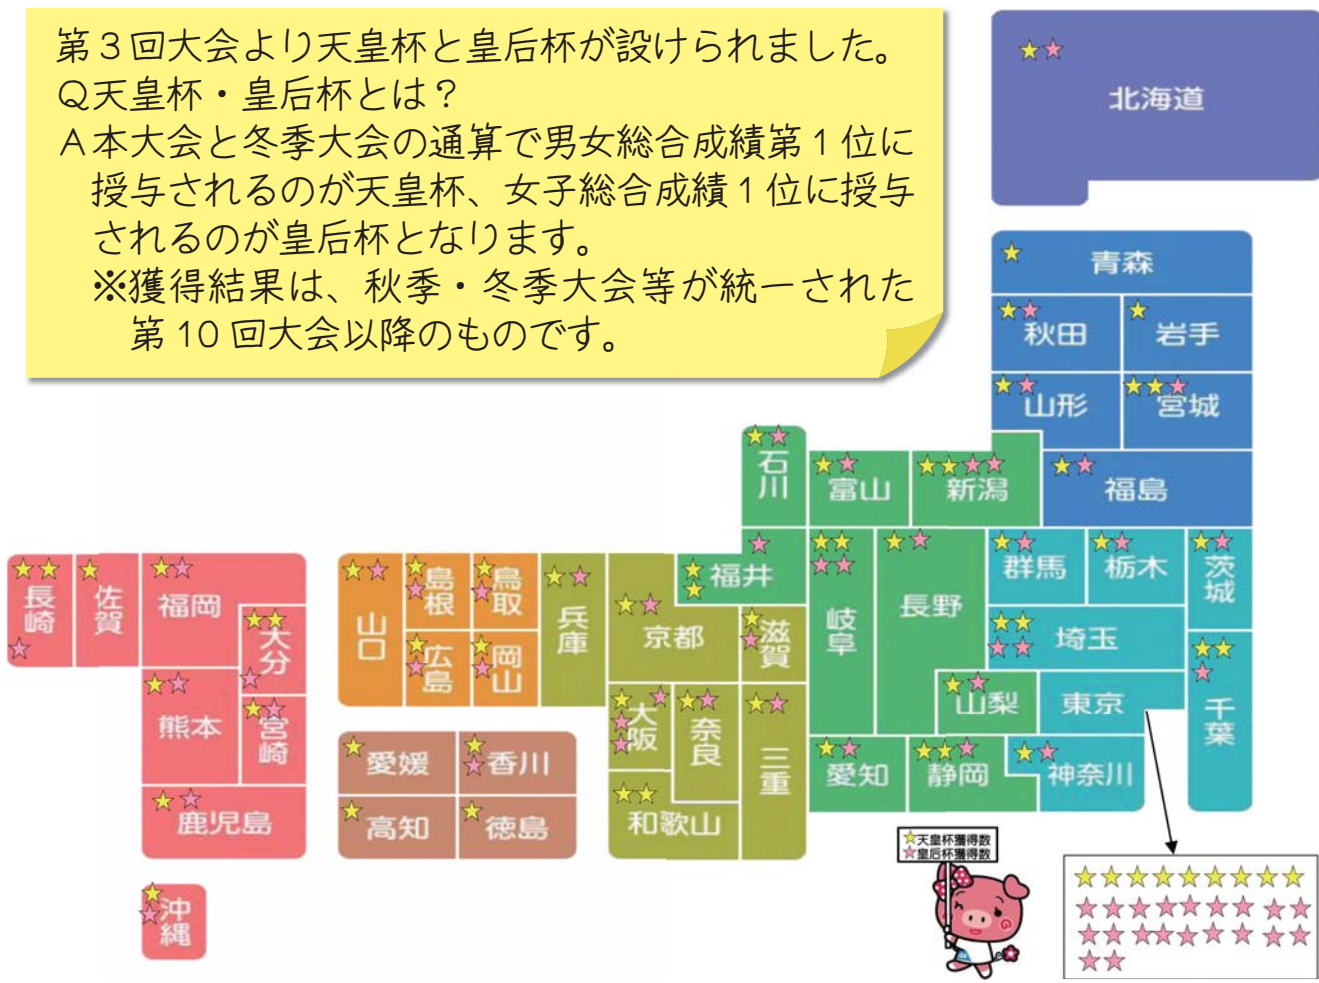 第３回大会より天皇杯と皇后杯が設けられました。
Ｑ天皇杯・皇后杯とは？
Ａ本大会と冬季大会の通算で男女総合成績第１位に
授与されるのが天皇杯、女子総合成績１位に授与
されるのが皇后杯となります。
※獲得結果は、秋季・冬季大会等が統一された
第10回大会以降のものです。
北海道
青森
秋田
岩手
山形
宮城
石川
富山
新潟
福島
福井
岐阜
長野
群馬
栃木
茨城
埼玉
千葉
山梨
東京
愛知
静岡
神奈川
長崎
佐賀
福岡
大分
熊本
宮崎
鹿児島
沖縄
山口
島根
鳥取
広島
岡山
兵庫
京都
滋賀
大阪
奈良
三重
和歌山
愛媛
香川
高知
徳島
天皇杯獲得数
皇后杯獲得数